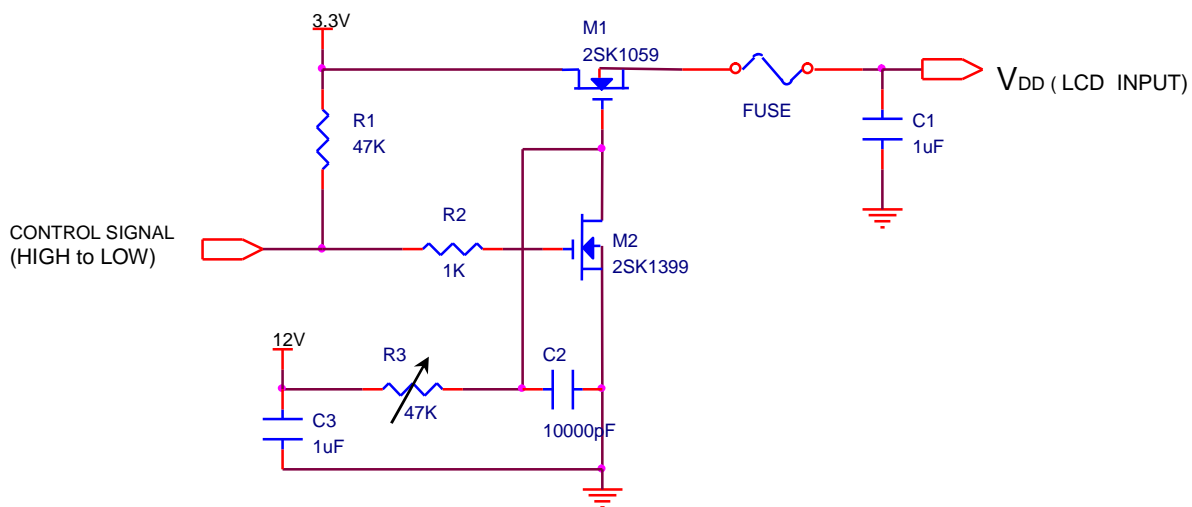 3.3V
M1
2SK1059
FUSE
VDD ( LCD INPUT)
R1
47K
C1
1uF
CONTROL SIGNAL
(HIGH to LOW)
R2
1K
M2
2SK1399
12V
R3
47K
C2
10000pF
C3
1uF